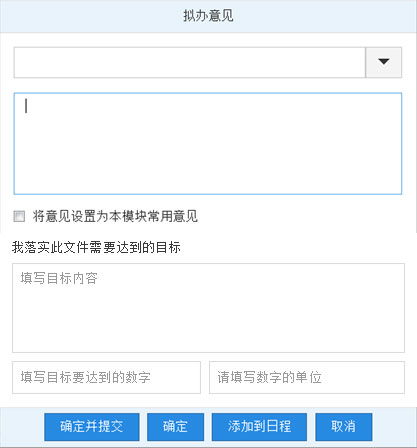 拟办意见
将意见设置为本模块常用意见
我落实此文件需要达到的目标
填写目标内容
填写目标要达到的数字 请填写数字的单位
确定并提交 确定 添加到日程 取消